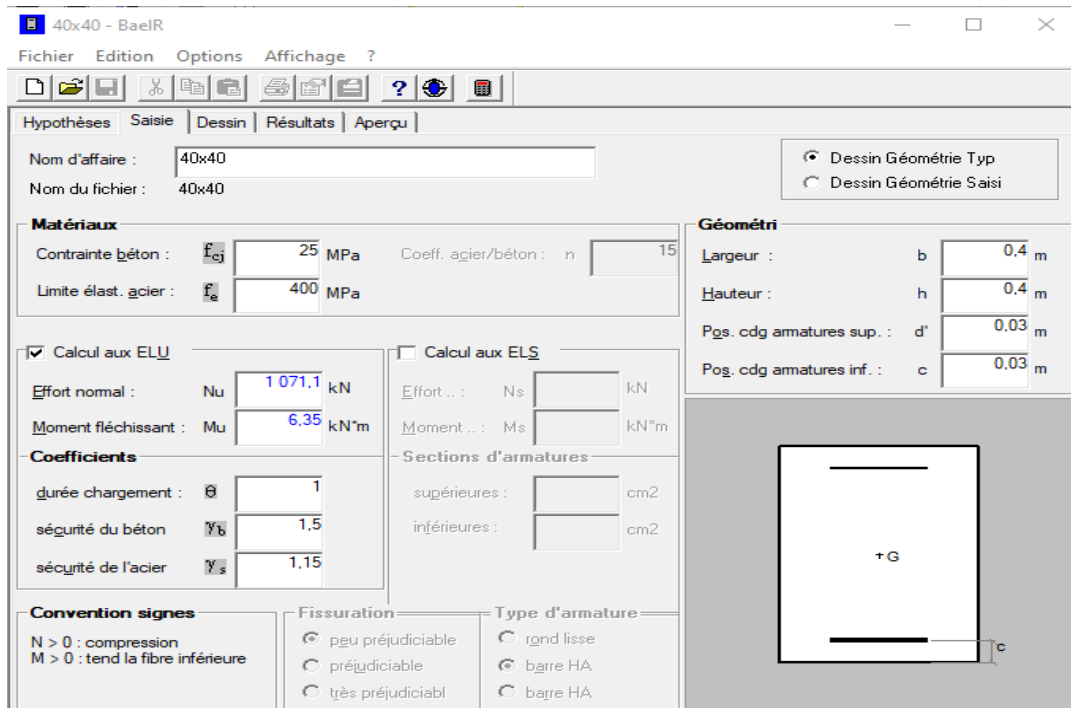 40x40 - BaelR
Fichier Edition Options Affichage ?
Hypothèses Saisie Dessin Résultats Aperçu
Nom d'affaire : 40x40
Dessin Géométrie Typ
Nom du fichier : 40x40
Dessin Géométrie Saisi
Matériaux
Contrainte béton : fcj 25 MPa Coeff. acier/béton : n 15
Limite élast. acier : fe 400 MPa
Géométri
Largeur : b 0,4 m
Hauteur : h 0,4 m
Pos. cdg armatures sup. : d' 0,03 m
Pos. cdg armatures inf. : c 0,03 m
Calcul aux ELU
Effort normal : Nu 1 071,1 kN
Moment fléchissant : Mu 6,35 kN*m
Calcul aux ELS
Effort .. : Ns kN
Moment .. : Ms kN*m
Coefficients
durée chargement : θ 1
sécurité du béton γb 1,5
sécurité de l'acier γs 1,15
Sections d'armatures
supérieures : cm2
inférieures : cm2
+ G
c
Convention signes
N > 0 : compression
M > 0 : tend la fibre inférieure
Fissuration
peu préjudiciable
préjudiciable
très préjudiciabl
Type d'armature
rond lisse
barre HA
barre HA